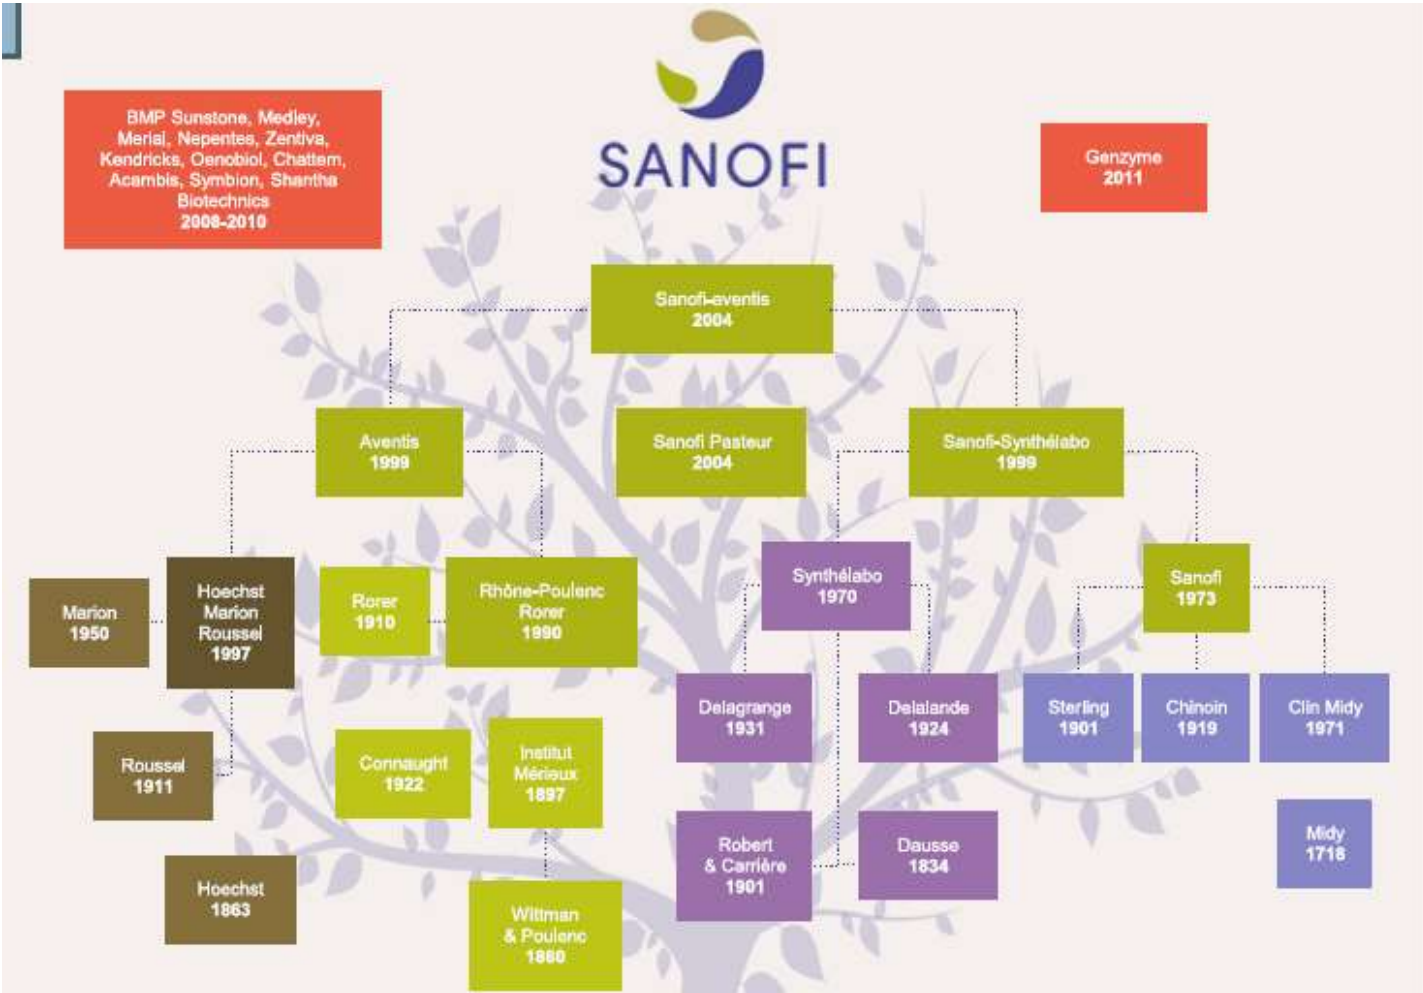 SANOFI
BMP Sunstone, Medley,
Merial, Nepentes, Zentiva,
Kendricks, Oenobiol, Chattem,
Acambis, Symbion, Shantha
Biotechnics
2008-2010
Genzyme
2011
Sanofi-aventis
2004
Aventis
1999
Sanofi Pasteur
2004
Sanofi-Synthélabo
1999
Hoechst
Marion
Roussel
1997
Marion
1950
Rorer
1910
Rhône-Poulenc
Rorer
1990
Synthélabo
1970
Sanofi
1973
Delagrange
1931
Delalande
1924
Sterling
1901
Chinoin
1919
Clin Midy
1971
Roussel
1911
Connaught
1922
Institut
Mérieux
1897
Robert
& Carrière
1901
Dausse
1834
Midy
1718
Hoechst
1863
Wittman
& Poulenc
1860